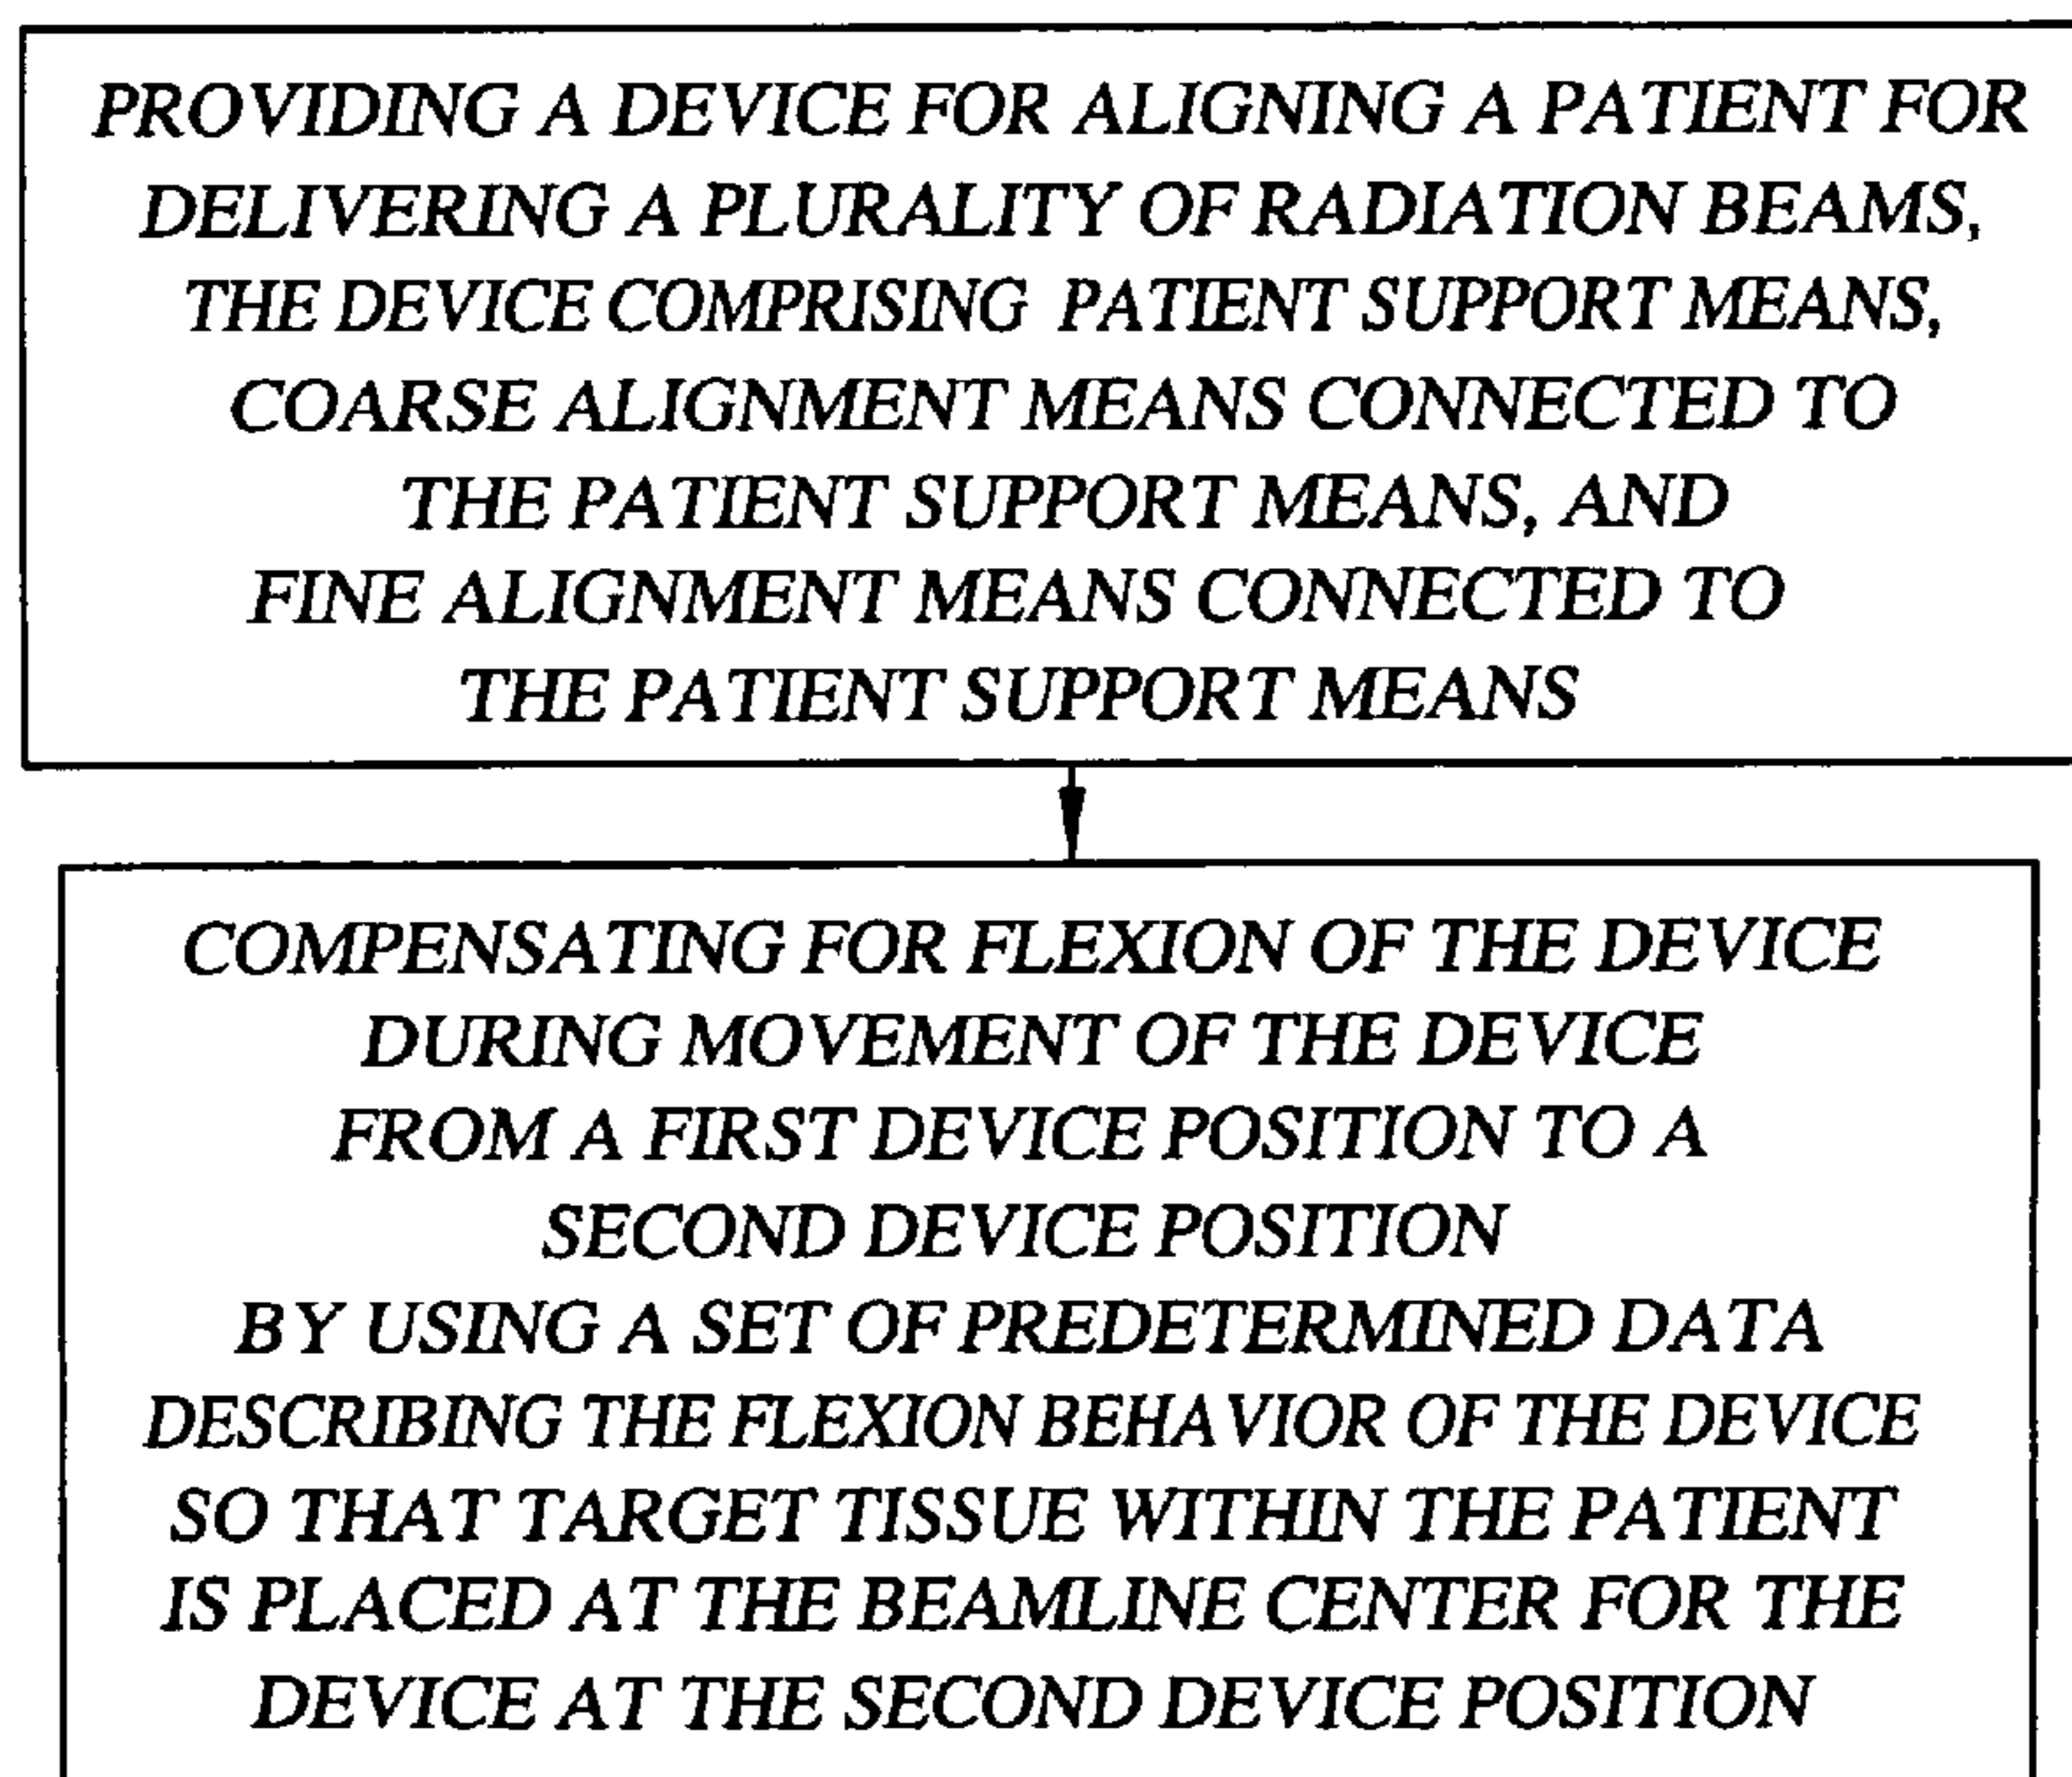 PROVIDING A DEVICE FOR ALIGNING A PATIENT FOR
DELIVERING A PLURALITY OF RADIATION BEAMS,
THE DEVICE COMPRISING PATIENT SUPPORT MEANS,
COARSE ALIGNMENT MEANS CONNECTED TO
THE PATIENT SUPPORT MEANS, AND
FINE ALIGNMENT MEANS CONNECTED TO
THE PATIENT SUPPORT MEANS
COMPENSATING FOR FLEXION OF THE DEVICE
DURING MOVEMENT OF THE DEVICE
FROM A FIRST DEVICE POSITION TO A
SECOND DEVICE POSITION
BY USING A SET OF PREDETERMINED DATA
DESCRIBING THE FLEXION BEHAVIOR OF THE DEVICE
SO THAT TARGET TISSUE WITHIN THE PATIENT
IS PLACED AT THE BEAMLINE CENTER FOR THE
DEVICE AT THE SECOND DEVICE POSITION